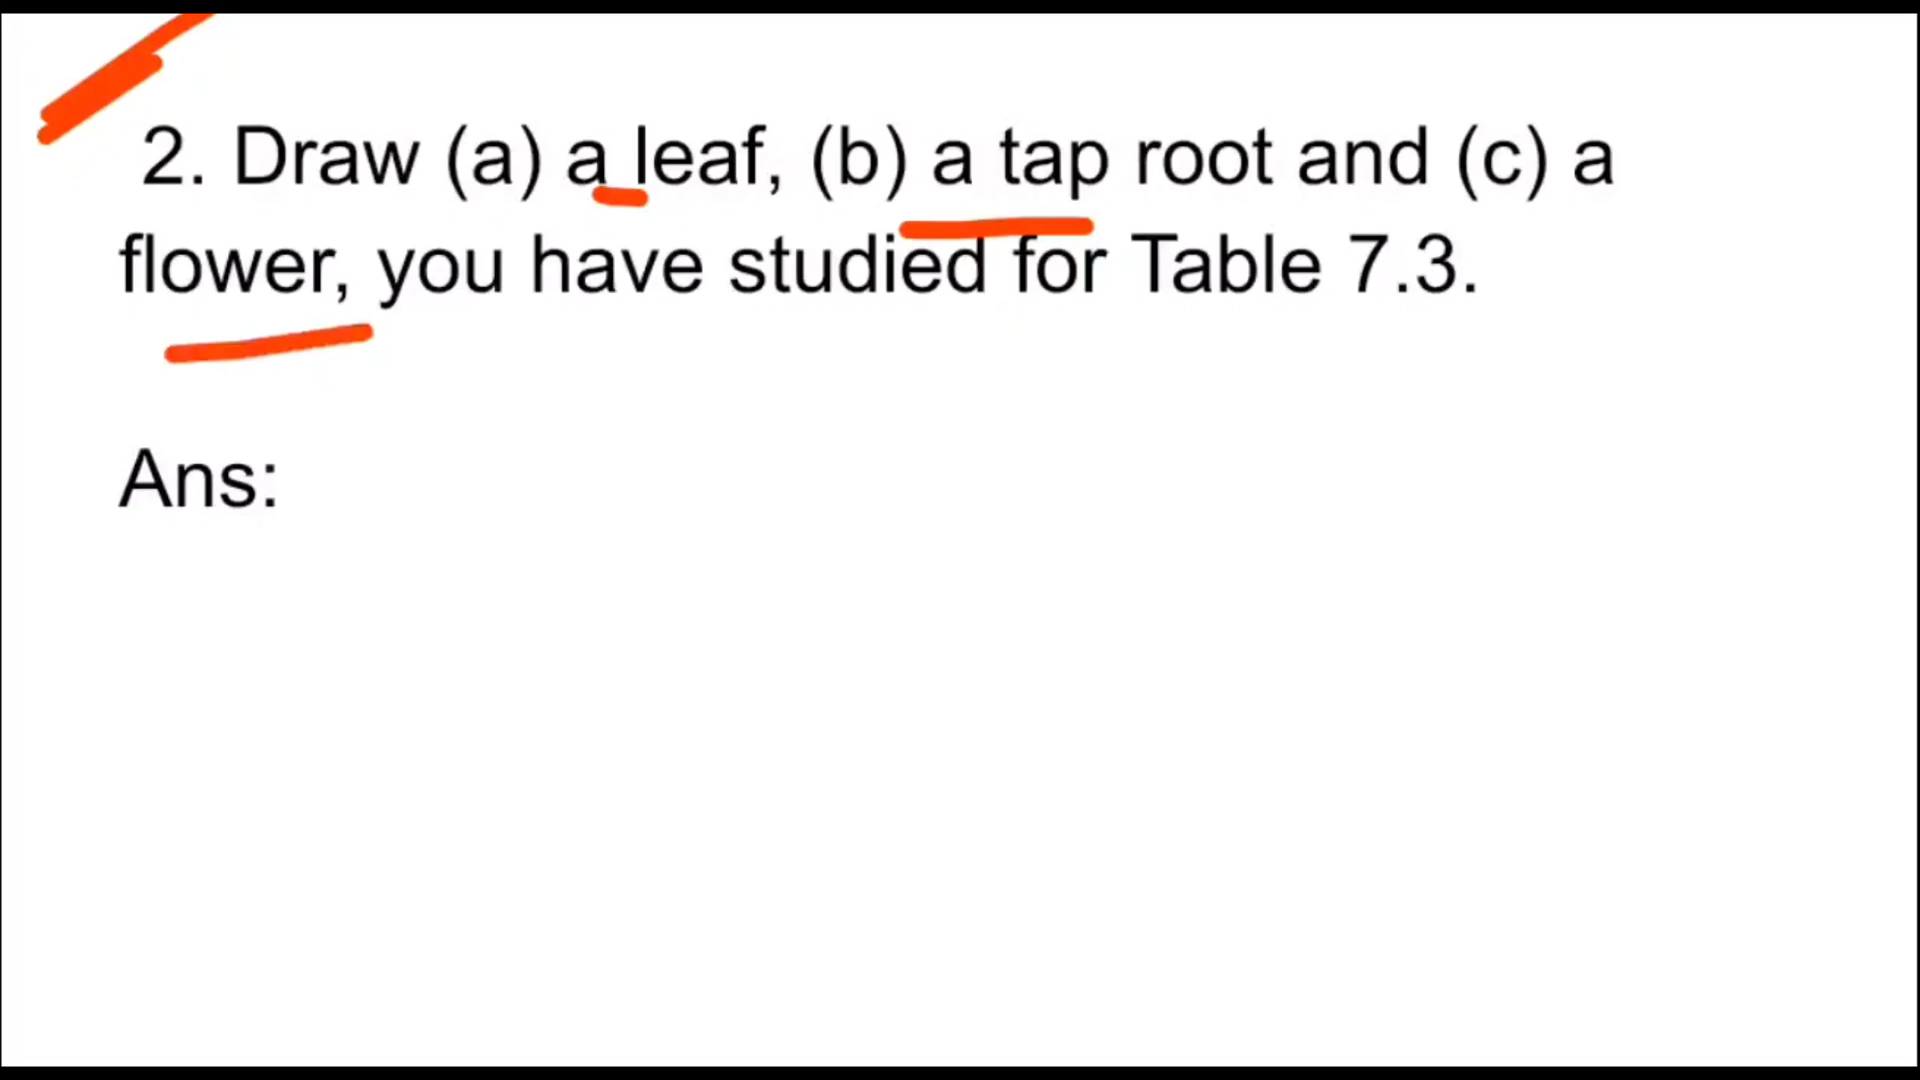 2. Draw (a) a leaf, (b) a tap root and (c) a
flower, you have studied for Table 7.3.
Ans: